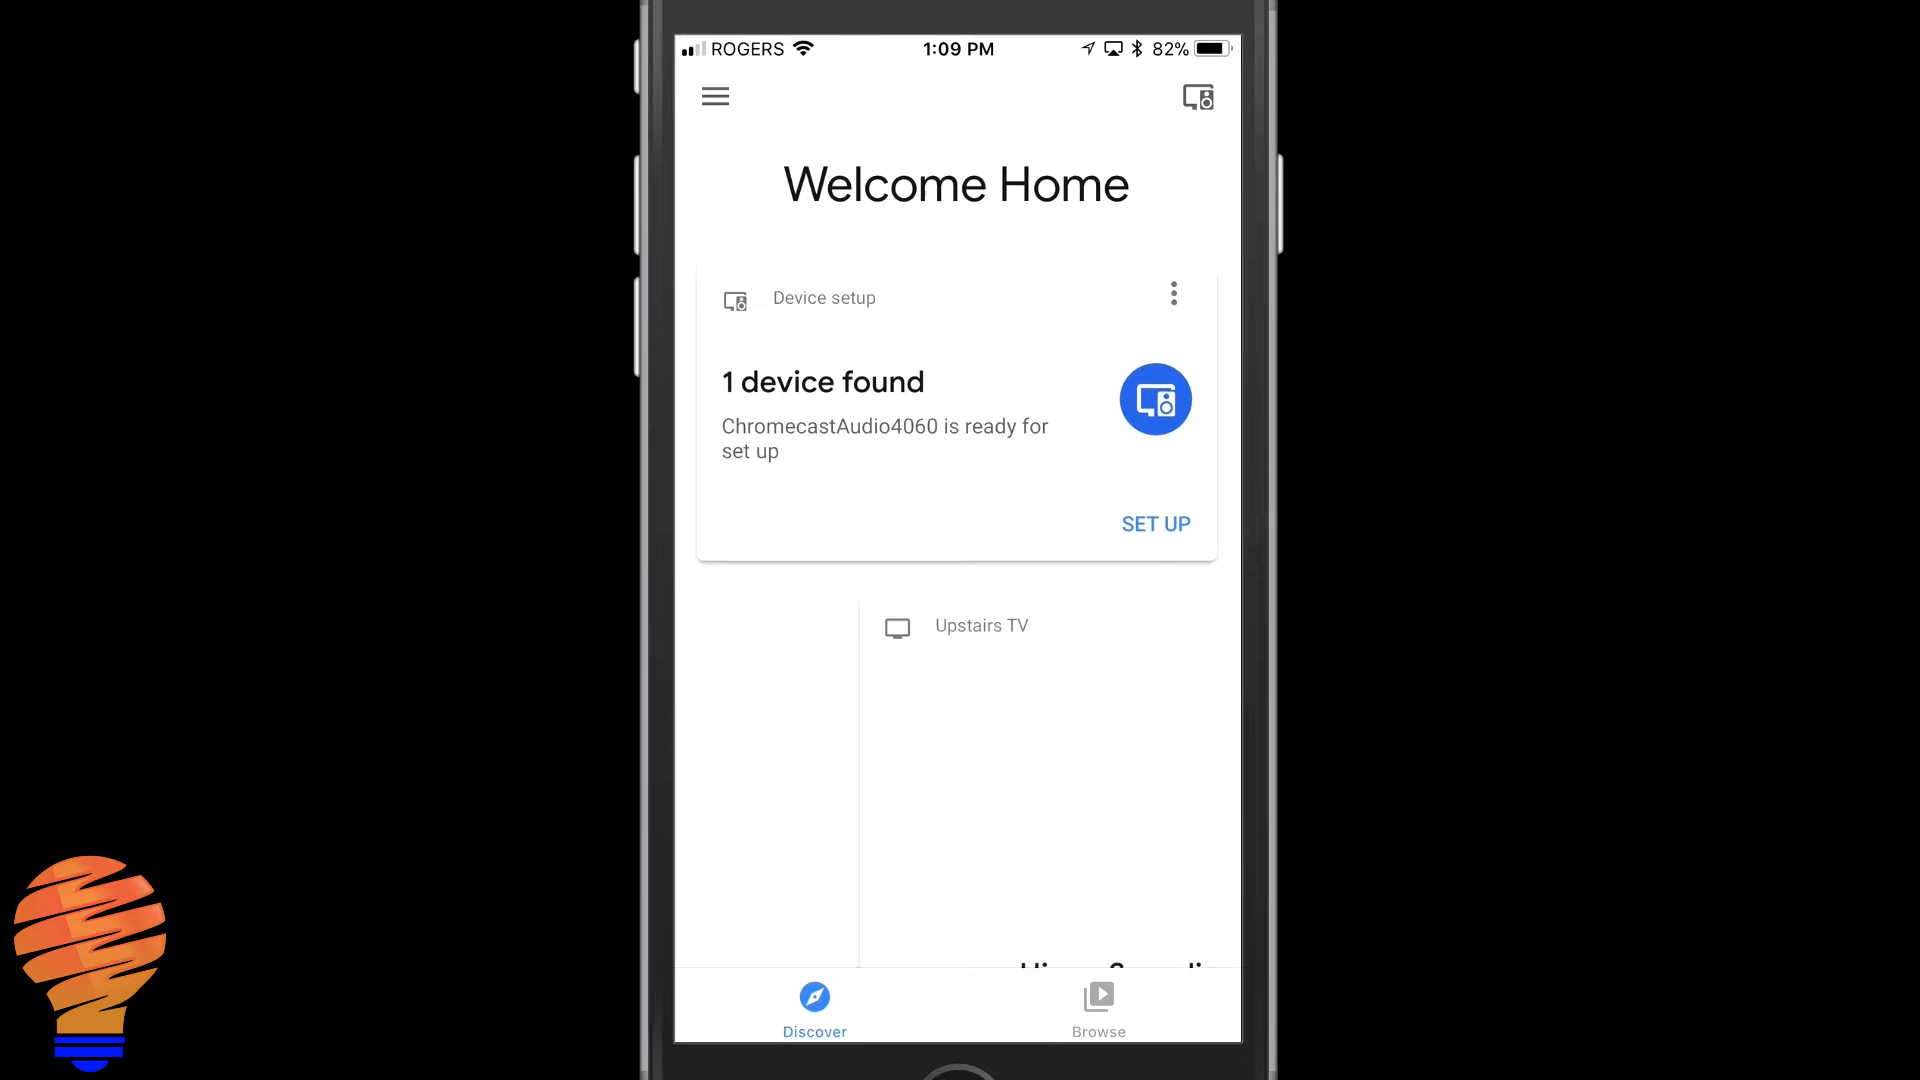 ROGERS 1:09 PM 82%
Welcome Home
Device setup
1 device found
ChromecastAudio4060 is ready for
set up
SET UP
Upstairs TV
Discover Browse